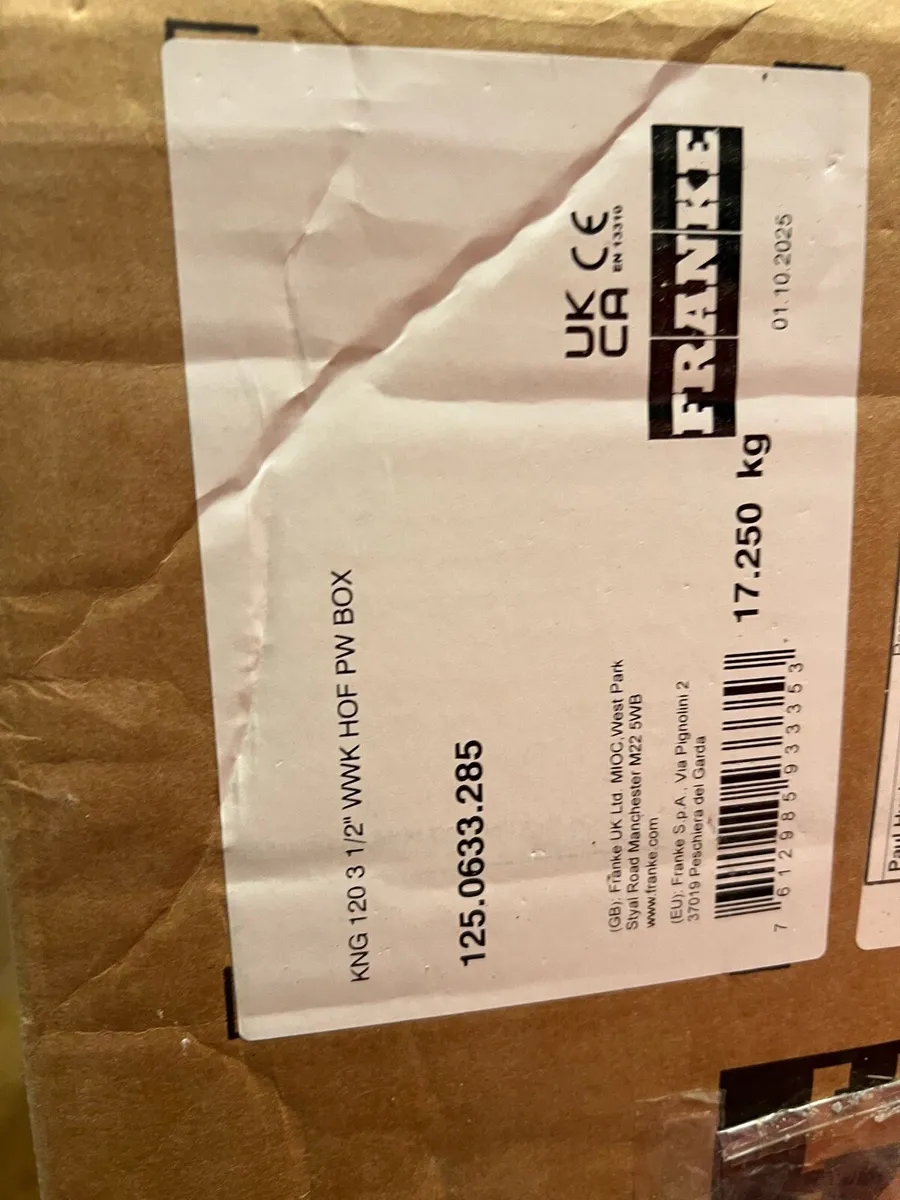 KNG 120 3 1/2" WWK HOF PW BOX
125.0633.285
UK
CA
CE
EN 13310
(GB): Franke UK Ltd. MIOC,West Park
Styal Road Manchester M22 5WB
www.franke.com
(EU): Franke S.p.A., Via Pignolini 2
37019 Peschiera del Garda
FRANKE
7 612985 933353
17.250 kg
01.10.2025